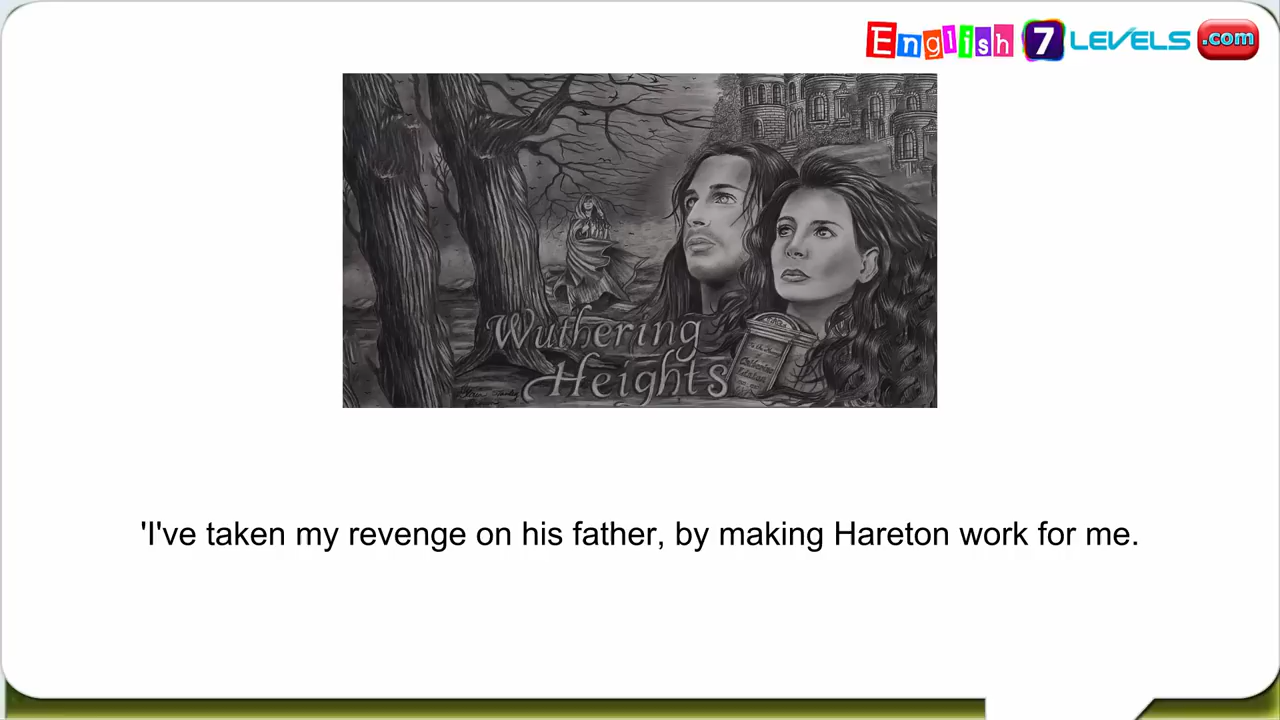 English 7 LEVELS .com
Wuthering
Heights
'I've taken my revenge on his father, by making Hareton work for me.